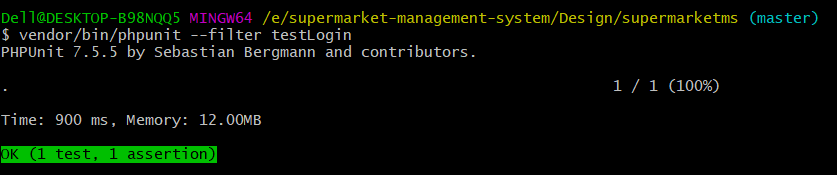 Dell@DESKTOP-B98NQQ5 MINGW64 /e/supermarket-management-system/Design/supermarketms (master)
$ vendor/bin/phpunit --filter testLogin
PHPUnit 7.5.5 by Sebastian Bergmann and contributors.
. 1 / 1 (100%)
Time: 900 ms, Memory: 12.00MB
OK (1 test, 1 assertion)